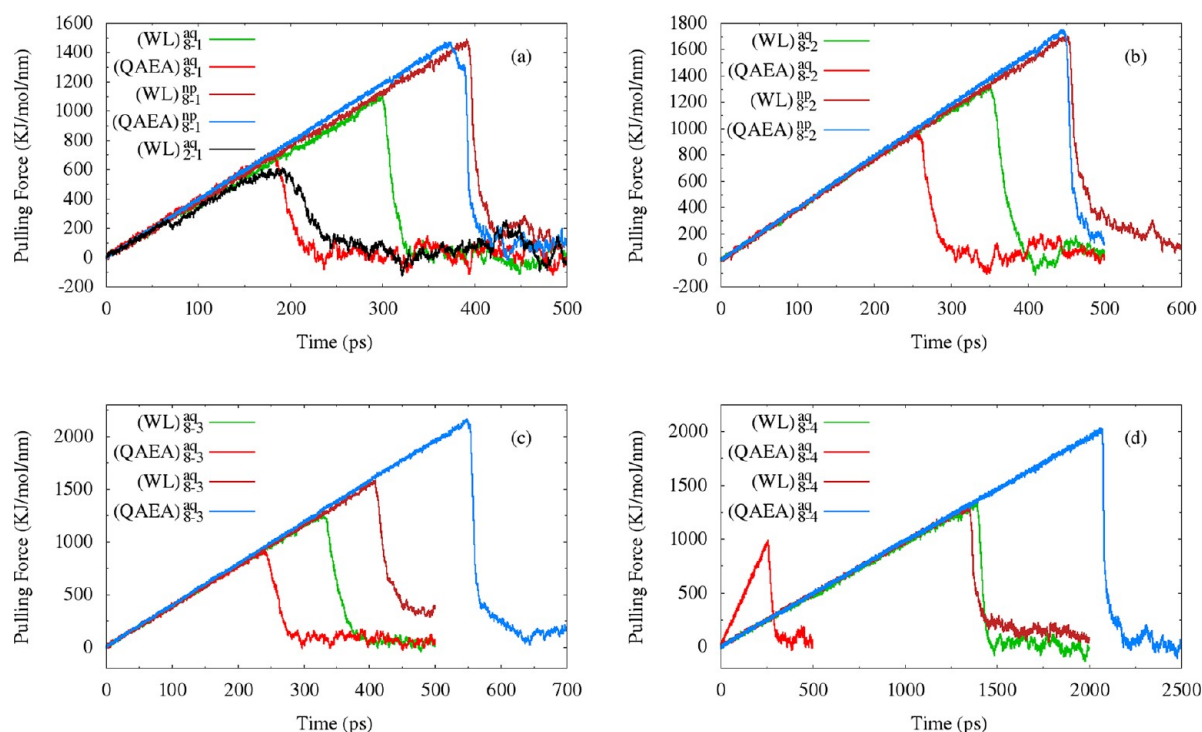 (a)
Pulling Force (KJ/mol/nm)
1600
1400
1200
1000
800
600
400
200
0
-200
(WL)aq8-1
(QAEA)aq8-1
(WL)np8-1
(QAEA)np8-1
(WL)aq2-1
0 100 200 300 400 500
Time (ps)
(b)
Pulling Force (KJ/mol/nm)
1800
1600
1400
1200
1000
800
600
400
200
0
-200
(WL)aq8-2
(QAEA)aq8-2
(WL)np8-2
(QAEA)np8-2
0 100 200 300 400 500 600
Time (ps)
(c)
Pulling Force (KJ/mol/nm)
2000
1500
1000
500
0
(WL)aq8-3
(QAEA)aq8-3
(WL)aq8-3
(QAEA)aq8-3
0 100 200 300 400 500 600 700
Time (ps)
(d)
Pulling Force (KJ/mol/nm)
2000
1500
1000
500
0
(WL)aq8-4
(QAEA)aq8-4
(WL)aq8-4
(QAEA)aq8-4
0 500 1000 1500 2000 2500
Time (ps)